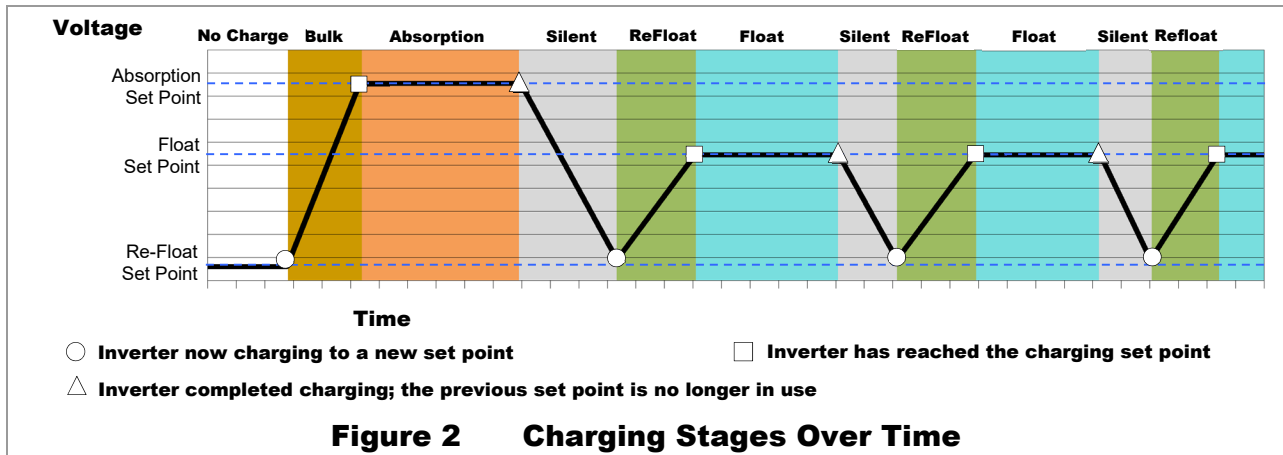 Voltage
No Charge Bulk Absorption Silent ReFloat Float Silent ReFloat Float Silent Refloat
Absorption
Set Point
Float
Set Point
Re-Float
Set Point
Time
Inverter now charging to a new set point
Inverter has reached the charging set point
Inverter completed charging; the previous set point is no longer in use
Figure 2 Charging Stages Over Time